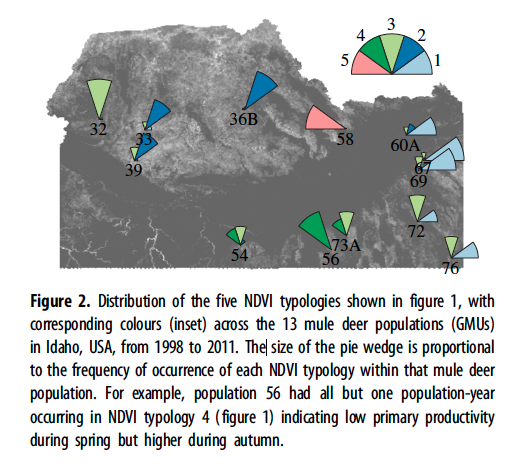 3
4 2
5 1
36B
32
33
58
60A
39
67
69
72
73A
54
56
76
Figure 2. Distribution of the five NDVI typologies shown in figure 1, with
corresponding colours (inset) across the 13 mule deer populations (GMUs)
in Idaho, USA, from 1998 to 2011. The size of the pie wedge is proportional
to the frequency of occurrence of each NDVI typology within that mule deer
population. For example, population 56 had all but one population-year
occurring in NDVI typology 4 (figure 1) indicating low primary productivity
during spring but higher during autumn.